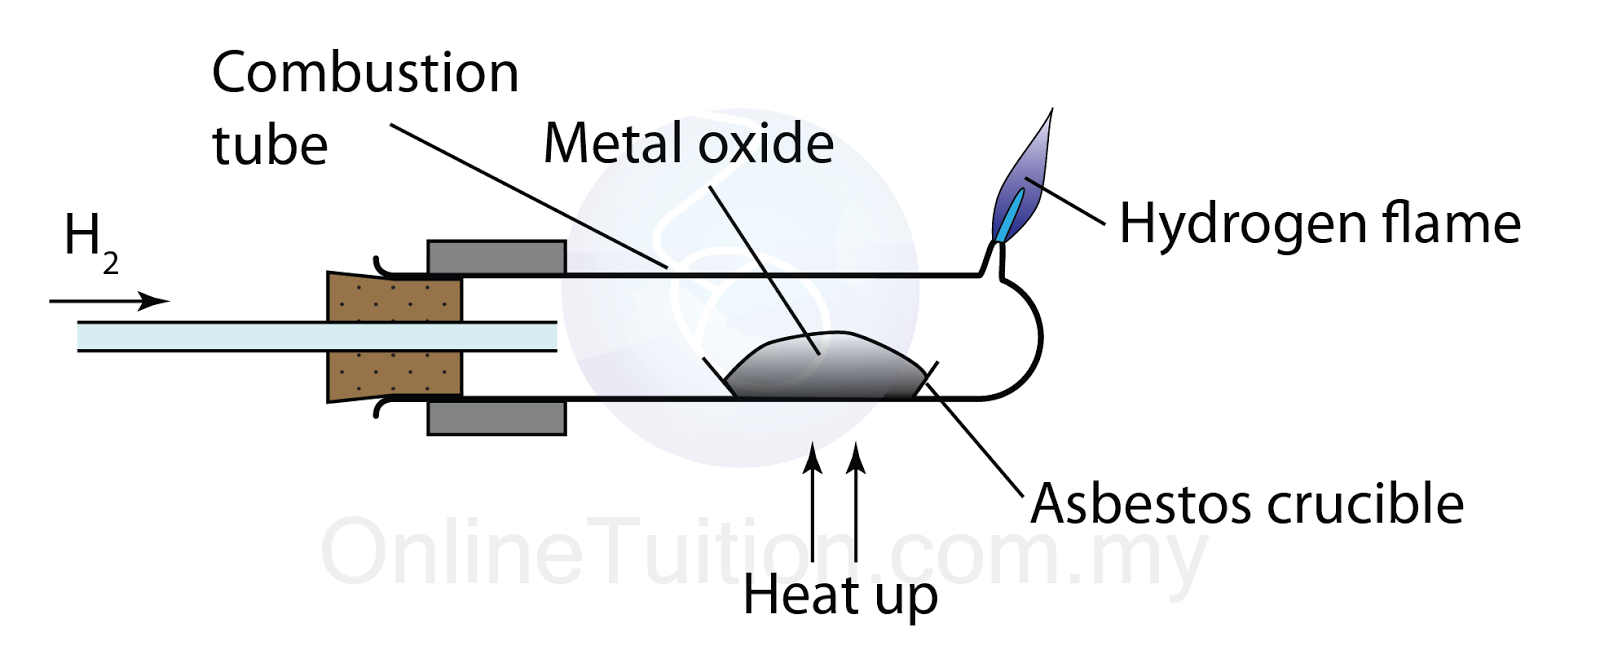 Combustion
tube
Metal oxide
H₂
Hydrogen flame
Asbestos crucible
OnlineTuition.com.my
Heat up